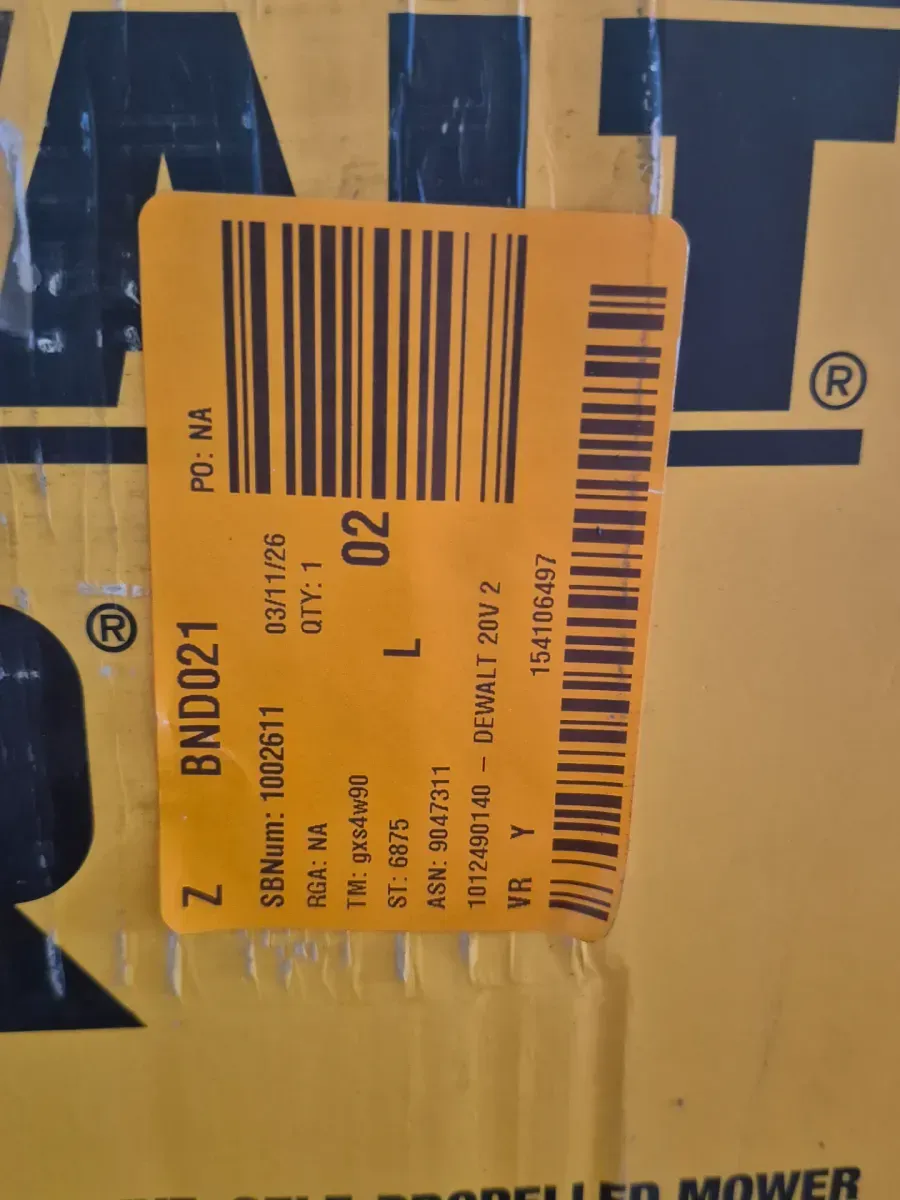 Z BND021 PO: NA
SBNum: 1002611 03/11/26
RGA: NA QTY: 1
TM: gxs4w90 02
ST: 6875 L
ASN: 9047311
1012490140 - DEWALT 20V 2
VR Y
154106497
®
®
SELF PROPELLED MOWER